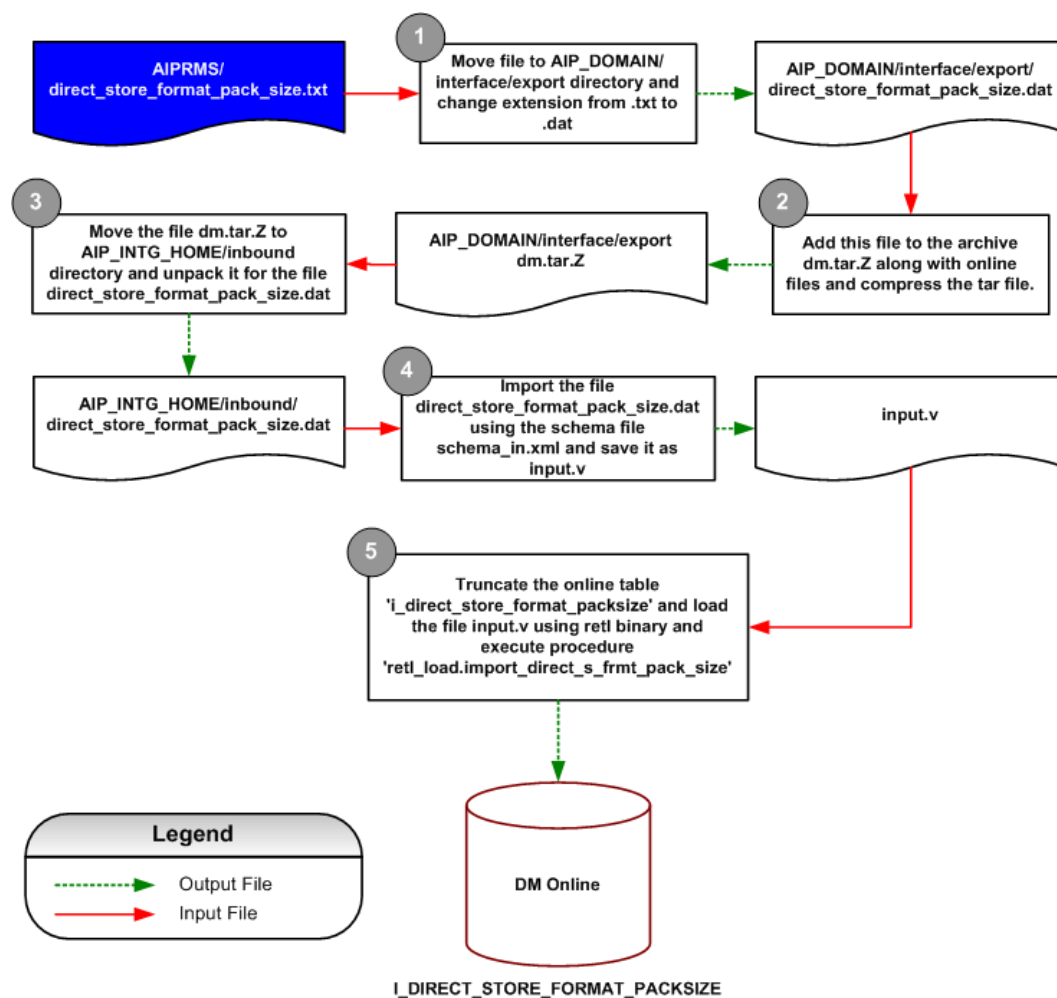 AIPRMS/
direct_store_format_pack_size.txt
1
Move file to AIP_DOMAIN/
interface/export directory and
change extension from .txt to
.dat
AIP_DOMAIN/interface/export/
direct_store_format_pack_size.dat
3
Move the file dm.tar.Z to
AIP_INTG_HOME/inbound
directory and unpack it for the file
direct_store_format_pack_size.dat
AIP_DOMAIN/interface/export
dm.tar.Z
2
Add this file to the archive
dm.tar.Z along with online
files and compress the tar file.
AIP_INTG_HOME/inbound/
direct_store_format_pack_size.dat
4
Import the file
direct_store_format_pack_size.dat
using the schema file
schema_in.xml and save it as
input.v
input.v
5
Truncate the online table
'i_direct_store_format_packsize' and load
the file input.v using retl binary and
execute procedure
'retl_load.import_direct_s_frmt_pack_size'
Legend
Output File
Input File
DM Online
I_DIRECT_STORE_FORMAT_PACKSIZE